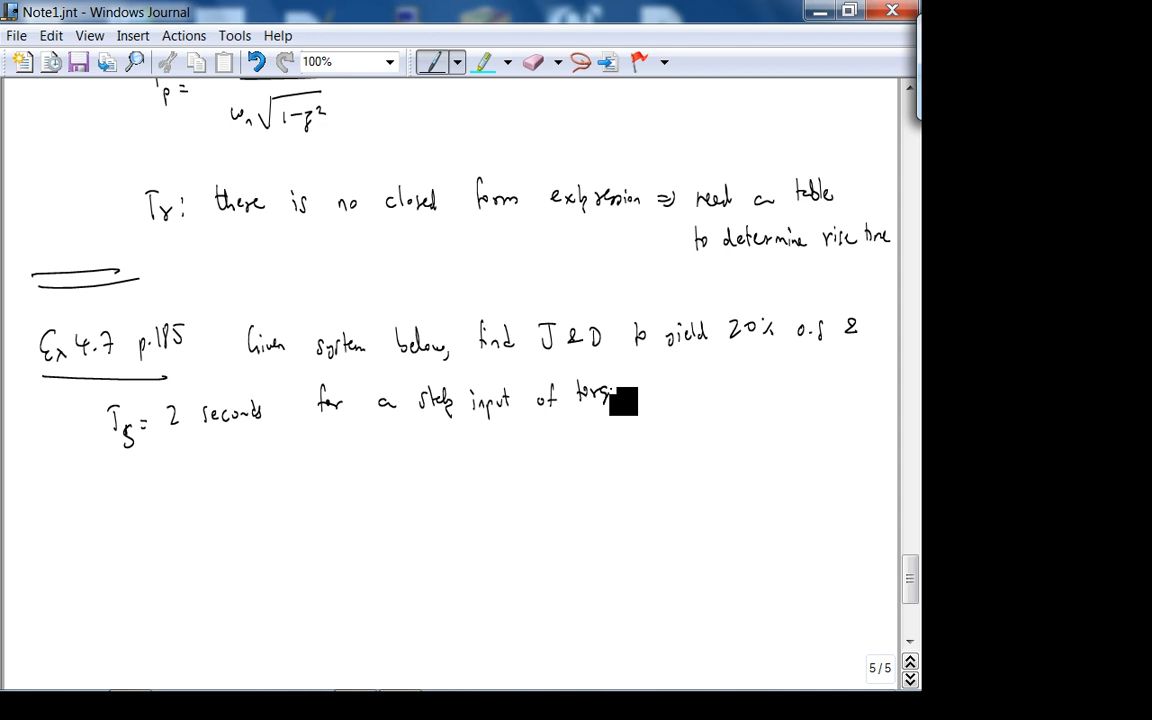 Note1.jnt - Windows Journal
File Edit View Insert Actions Tools Help
100%
Tp =
ωn √1-ζ²
Tr: there is no closed form expression ⇒ need a table
to determine rise time
Ex 4.7 p.185 Given system below, find J & D to yield 20% o.s &
Ts = 2 seconds for a step input of
5/5